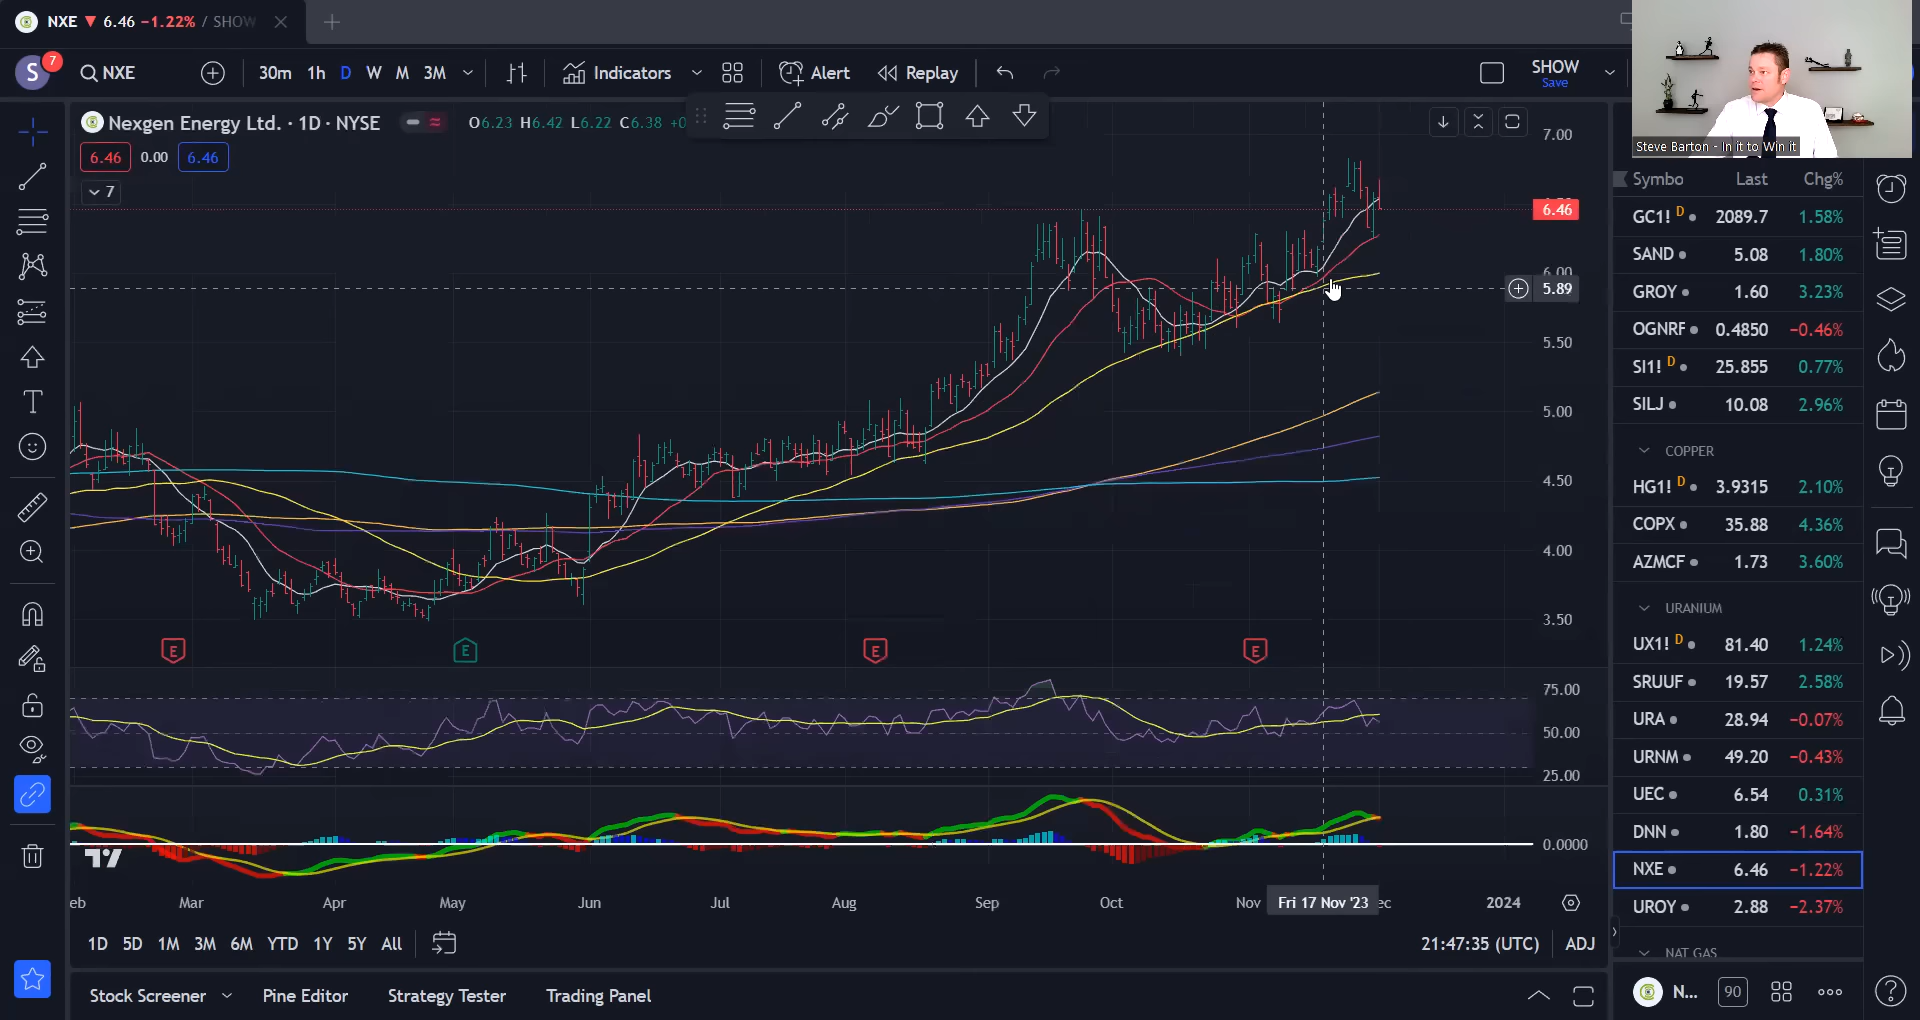 NXE ▼ 6.46 −1.22% / SHOW
S 7 NXE 30m 1h D W M 3M Indicators Alert Replay SHOW
Save
Steve Barton - In it to Win it
Nexgen Energy Ltd. · 1D · NYSE O6.23 H6.42 L6.22 C6.38 +0
6.46 0.00 6.46
7
7.00
6.46
6.00
5.89
5.50
5.00
4.50
4.00
3.50
E E E E
75.00
50.00
25.00
0.0000
eb Mar Apr May Jun Jul Aug Sep Oct Nov Fri 17 Nov '23 ec 2024
1D 5D 1M 3M 6M YTD 1Y 5Y All 21:47:35 (UTC) ADJ
Stock Screener Pine Editor Strategy Tester Trading Panel
Symbo Last Chg%
GC1! D 2089.7 1.58%
SAND 5.08 1.80%
GROY 1.60 3.23%
OGNRF 0.4850 −0.46%
SI1! D 25.855 0.77%
SILJ 10.08 2.96%
COPPER
HG1! D 3.9315 2.10%
COPX 35.88 4.36%
AZMCF 1.73 3.60%
URANIUM
UX1! D 81.40 1.24%
SRUUF 19.57 2.58%
URA 28.94 −0.07%
URNM 49.20 −0.43%
UEC 6.54 0.31%
DNN 1.80 −1.64%
NXE 6.46 −1.22%
UROY 2.88 −2.37%
NAT GAS
N... 90